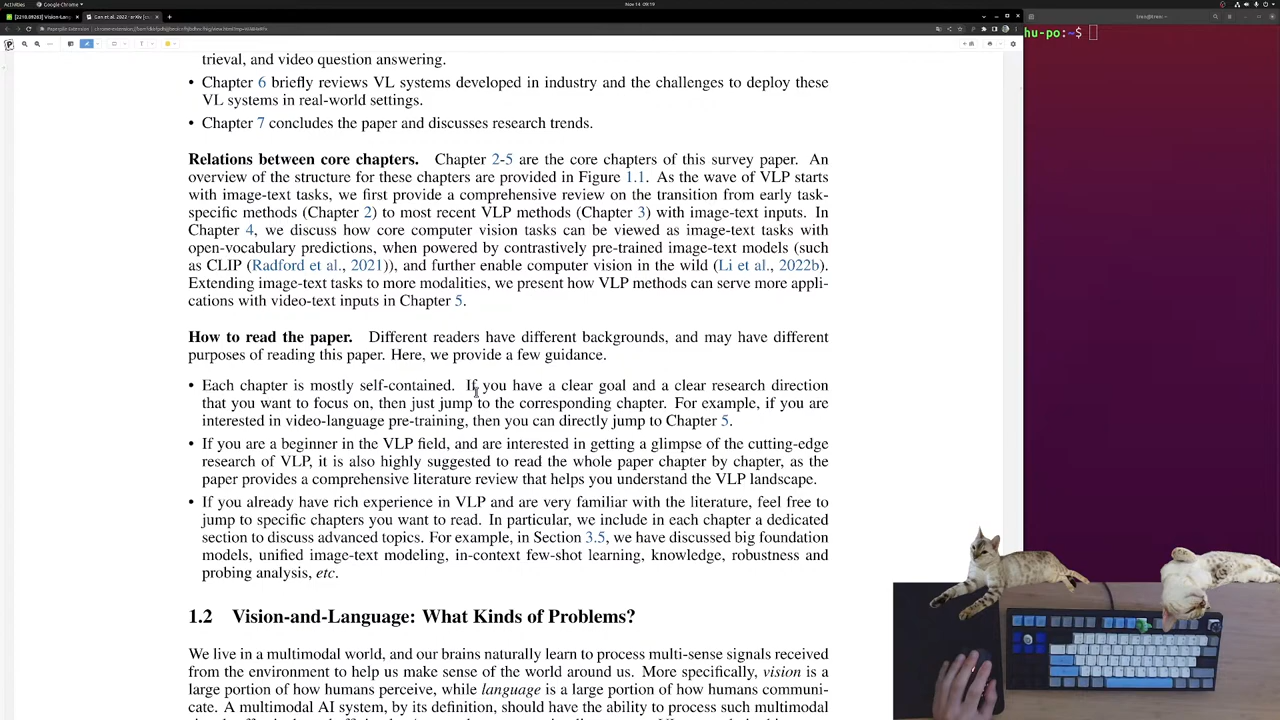 Activities
Google Chrome
Nov 14 09:19
trieval, and video question answering.
• Chapter 6 briefly reviews VL systems developed in industry and the challenges to deploy these
VL systems in real-world settings.
• Chapter 7 concludes the paper and discusses research trends.
Relations between core chapters. Chapter 2-5 are the core chapters of this survey paper. An
overview of the structure for these chapters are provided in Figure 1.1. As the wave of VLP starts
with image-text tasks, we first provide a comprehensive review on the transition from early task-
specific methods (Chapter 2) to most recent VLP methods (Chapter 3) with image-text inputs. In
Chapter 4, we discuss how core computer vision tasks can be viewed as image-text tasks with
open-vocabulary predictions, when powered by contrastively pre-trained image-text models (such
as CLIP (Radford et al., 2021)), and further enable computer vision in the wild (Li et al., 2022b).
Extending image-text tasks to more modalities, we present how VLP methods can serve more appli-
cations with video-text inputs in Chapter 5.
How to read the paper. Different readers have different backgrounds, and may have different
purposes of reading this paper. Here, we provide a few guidance.
• Each chapter is mostly self-contained. If you have a clear goal and a clear research direction
that you want to focus on, then just jump to the corresponding chapter. For example, if you are
interested in video-language pre-training, then you can directly jump to Chapter 5.
• If you are a beginner in the VLP field, and are interested in getting a glimpse of the cutting-edge
research of VLP, it is also highly suggested to read the whole paper chapter by chapter, as the
paper provides a comprehensive literature review that helps you understand the VLP landscape.
• If you already have rich experience in VLP and are very familiar with the literature, feel free to
jump to specific chapters you want to read. In particular, we include in each chapter a dedicated
section to discuss advanced topics. For example, in Section 3.5, we have discussed big foundation
models, unified image-text modeling, in-context few-shot learning, knowledge, robustness and
probing analysis, etc.
1.2 Vision-and-Language: What Kinds of Problems?
We live in a multimodal world, and our brains naturally learn to process multi-sense signals received
from the environment to help us make sense of the world around us. More specifically, vision is a
large portion of how humans perceive, while language is a large portion of how humans communi-
cate. A multimodal AI system, by its definition, should have the ability to process such multimodal
hu-po:~$